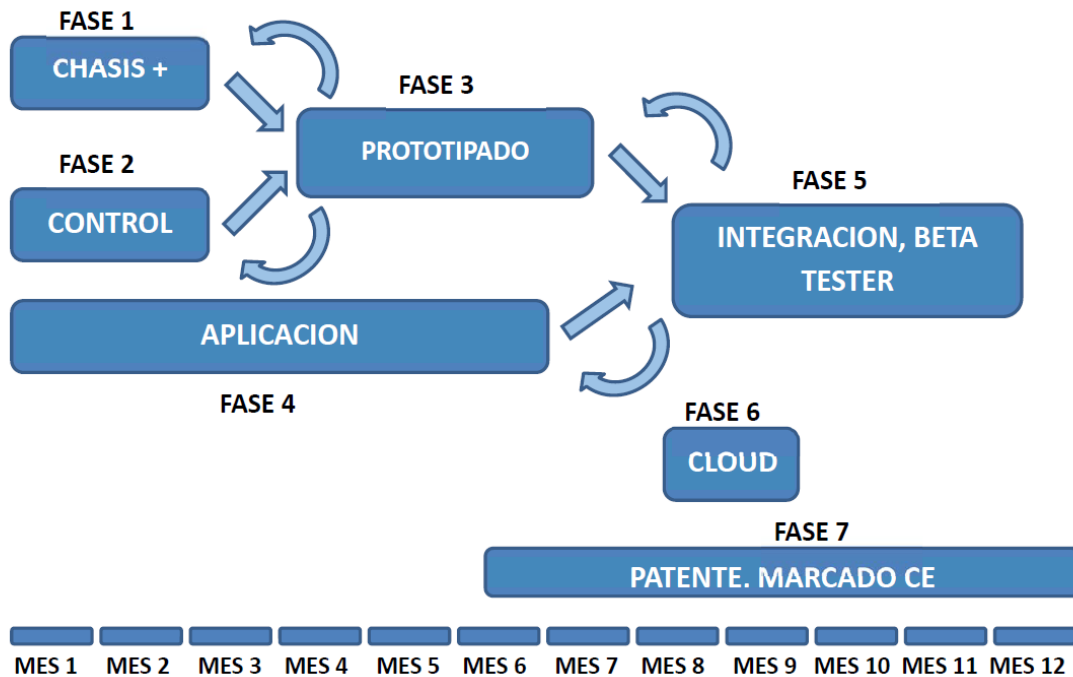 FASE 1
CHASIS +
FASE 3
PROTOTIPADO
FASE 2
CONTROL
FASE 5
INTEGRACION, BETA
TESTER
APLICACION
FASE 4
FASE 6
CLOUD
FASE 7
PATENTE. MARCADO CE
MES 1 MES 2 MES 3 MES 4 MES 5 MES 6 MES 7 MES 8 MES 9 MES 10 MES 11 MES 12